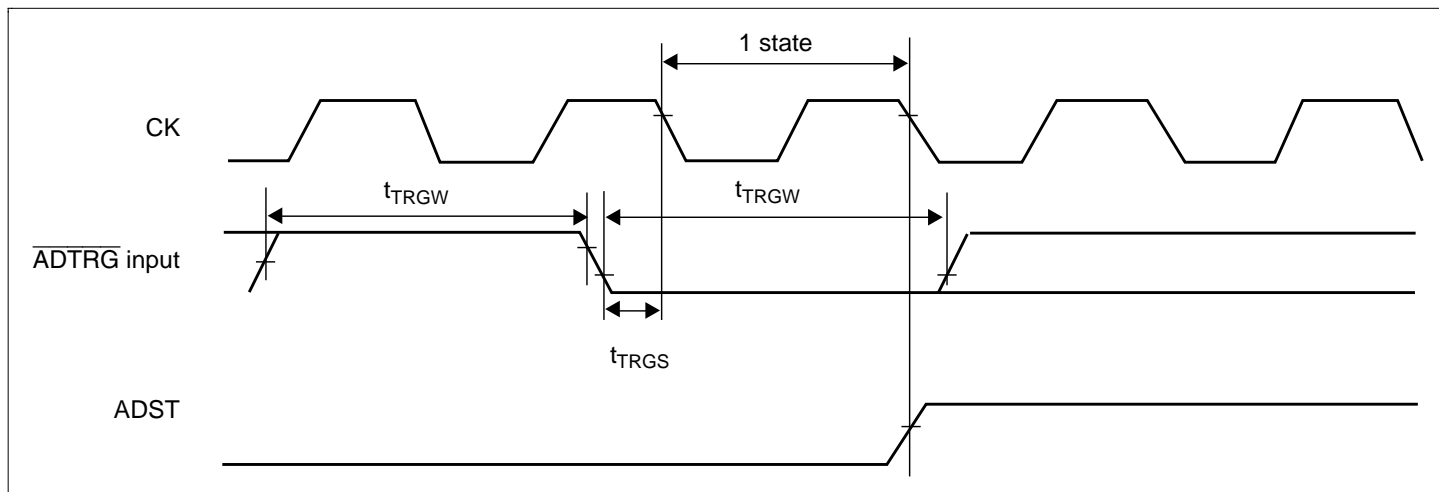 1 state
CK
tTRGW
tTRGW
ADTRG input
tTRGS
ADST